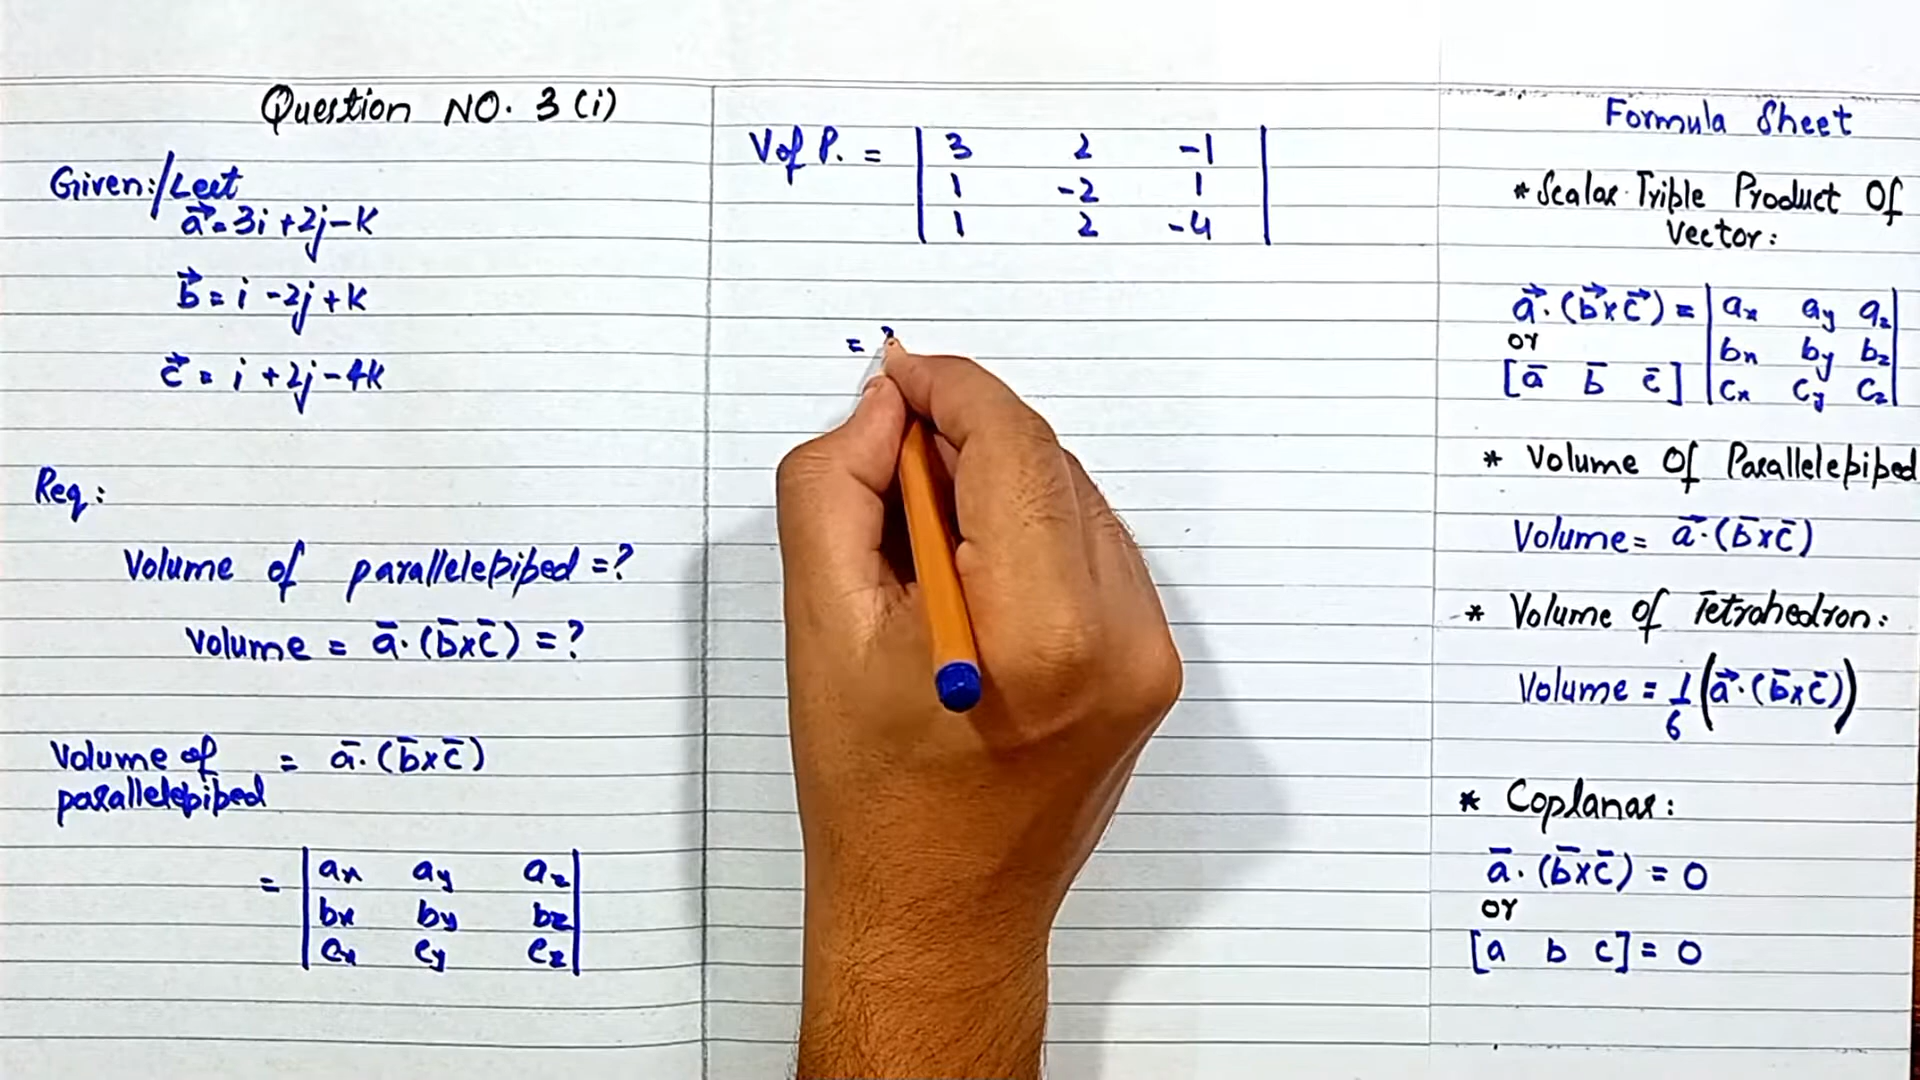 Question NO. 3 (i)
Given:/Leet
a⃗ = 3i + 2j - k
b⃗ = i - 2j + k
c⃗ = i + 2j - 4k
Req:
Volume of parallelepiped = ?
Volume = a̅ · (b̅ x c̅) = ?
Volume of parallelepiped = a̅ · (b̅ x c̅)
= | ax ay az |
| bx by bz |
| cx cy cz |
V of P. = | 3 2 -1 |
| 1 -2 1 |
| 1 2 -4 |
=
Formula Sheet
* Scalar Triple Product Of
Vector:
a⃗ · (b⃗ x c⃗) = | ax ay az |
or
| bx by bz |
[a̅ b̅ c̅] | cx cy cz |
* Volume Of Parallelepiped
Volume = a̅ · (b̅ x c̅)
* Volume of Tetrahedron:
Volume = 1/6 (a⃗ · (b̅ x c̅))
* Coplanar:
a̅ · (b̅ x c̅) = 0
or
[a b c] = 0